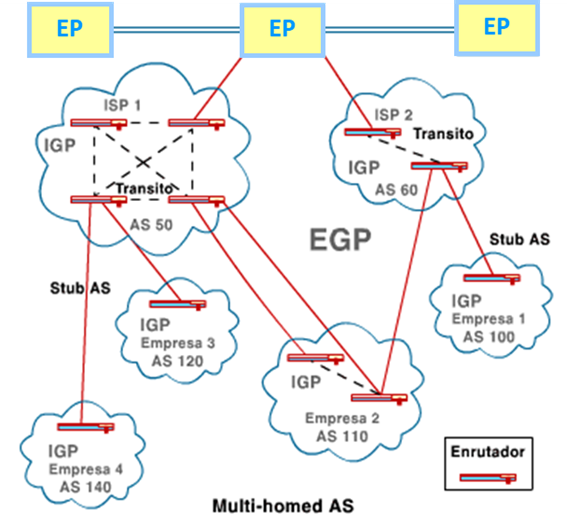 EP
EP
EP
ISP 1
IGP
Transito
AS 50
ISP 2
Transito
IGP
AS 60
EGP
Stub AS
IGP
Empresa 1
AS 100
Stub AS
IGP
Empresa 3
AS 120
IGP
Empresa 2
AS 110
IGP
Empresa 4
AS 140
Enrutador
Multi-homed AS